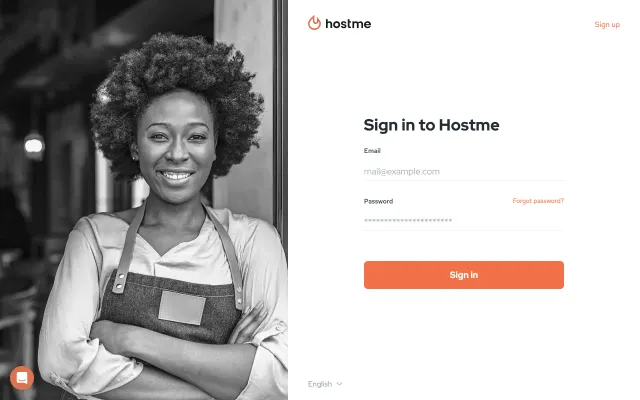 hostme
Sign up
Sign in to Hostme
Email
mail@example.com
Password
Forgot password?
**********************
Sign in
English